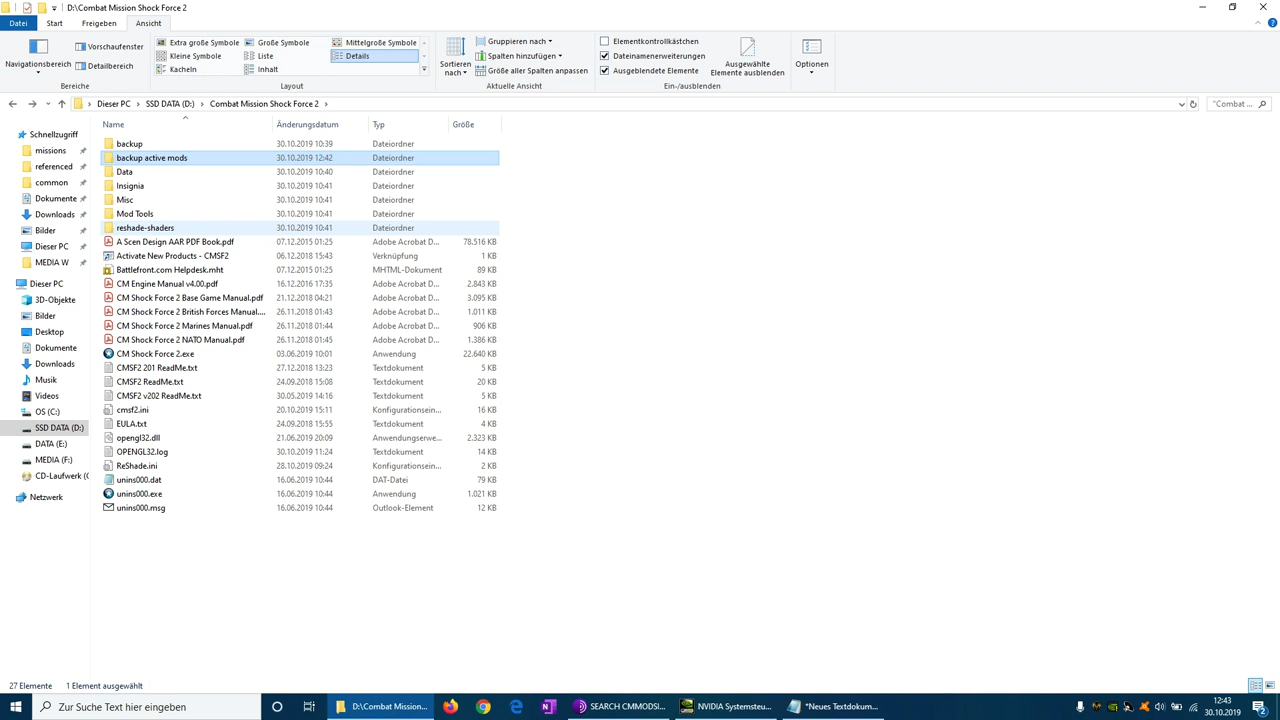 D:\Combat Mission Shock Force 2
Datei Start Freigeben Ansicht
Navigationsbereich
Vorschaufenster
Detailbereich
Bereiche
Extra große Symbole Große Symbole Mittelgroße Symbole
Kleine Symbole Liste Details
Kacheln Inhalt
Layout
Sortieren nach
Gruppieren nach
Spalten hinzufügen
Größe aller Spalten anpassen
Aktuelle Ansicht
Elementkontrollkästchen
Dateinamenerweiterungen
Ausgeblendete Elemente
Ausgewählte Elemente ausblenden
Ein-/ausblenden
Optionen
Dieser PC > SSD DATA (D:) > Combat Mission Shock Force 2 >
"Combat ...
Schnellzugriff
missions
referenced
common
Dokumente
Downloads
Bilder
Dieser PC
MEDIA W
Dieser PC
3D-Objekte
Bilder
Desktop
Dokumente
Downloads
Musik
Videos
OS (C:)
SSD DATA (D:)
DATA (E:)
MEDIA (F:)
CD-Laufwerk (
Netzwerk
Name Änderungsdatum Typ Größe
backup 30.10.2019 10:39 Dateiordner
backup active mods 30.10.2019 12:42 Dateiordner
Data 30.10.2019 10:40 Dateiordner
Insignia 30.10.2019 10:41 Dateiordner
Misc 30.10.2019 10:41 Dateiordner
Mod Tools 30.10.2019 10:41 Dateiordner
reshade-shaders 30.10.2019 10:41 Dateiordner
A Scen Design AAR PDF Book.pdf 07.12.2015 01:25 Adobe Acrobat D... 78.516 KB
Activate New Products - CMSF2 06.12.2018 15:43 Verknüpfung 1 KB
Battlefront.com Helpdesk.mht 07.12.2015 01:25 MHTML-Dokument 89 KB
CM Engine Manual v4.00.pdf 16.12.2016 17:35 Adobe Acrobat D... 2.843 KB
CM Shock Force 2 Base Game Manual.pdf 21.12.2018 04:21 Adobe Acrobat D... 3.095 KB
CM Shock Force 2 British Forces Manual.... 26.11.2018 01:43 Adobe Acrobat D... 1.011 KB
CM Shock Force 2 Marines Manual.pdf 26.11.2018 01:44 Adobe Acrobat D... 906 KB
CM Shock Force 2 NATO Manual.pdf 26.11.2018 01:45 Adobe Acrobat D... 1.386 KB
CM Shock Force 2.exe 03.06.2019 10:01 Anwendung 22.640 KB
CMSF2 201 ReadMe.txt 27.12.2018 13:23 Textdokument 5 KB
CMSF2 ReadMe.txt 24.09.2018 15:08 Textdokument 20 KB
CMSF2 v202 ReadMe.txt 30.05.2019 14:16 Textdokument 5 KB
cmsf2.ini 20.10.2019 15:11 Konfigurationsein... 16 KB
EULA.txt 24.09.2018 15:55 Textdokument 4 KB
opengl32.dll 21.06.2019 20:09 Anwendungserwe... 2.323 KB
OPENGL32.log 30.10.2019 11:24 Textdokument 14 KB
ReShade.ini 28.10.2019 09:24 Konfigurationsein... 2 KB
unins000.dat 16.06.2019 10:44 DAT-Datei 79 KB
unins000.exe 16.06.2019 10:44 Anwendung 1.021 KB
unins000.msg 16.06.2019 10:44 Outlook-Element 12 KB
27 Elemente 1 Element ausgewählt
Zur Suche Text hier eingeben
D:\Combat Mission...
SEARCH CMMODSI...
NVIDIA Systemsteu...
*Neues Textdokum...
12:43
30.10.2019
2